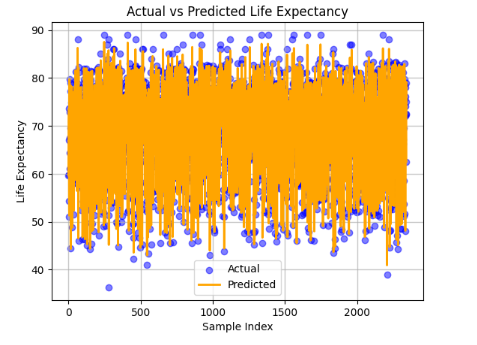 Actual vs Predicted Life Expectancy
90
80
70
60
50
40
Life Expectancy
Actual
Predicted
0
500
1000
1500
2000
Sample Index